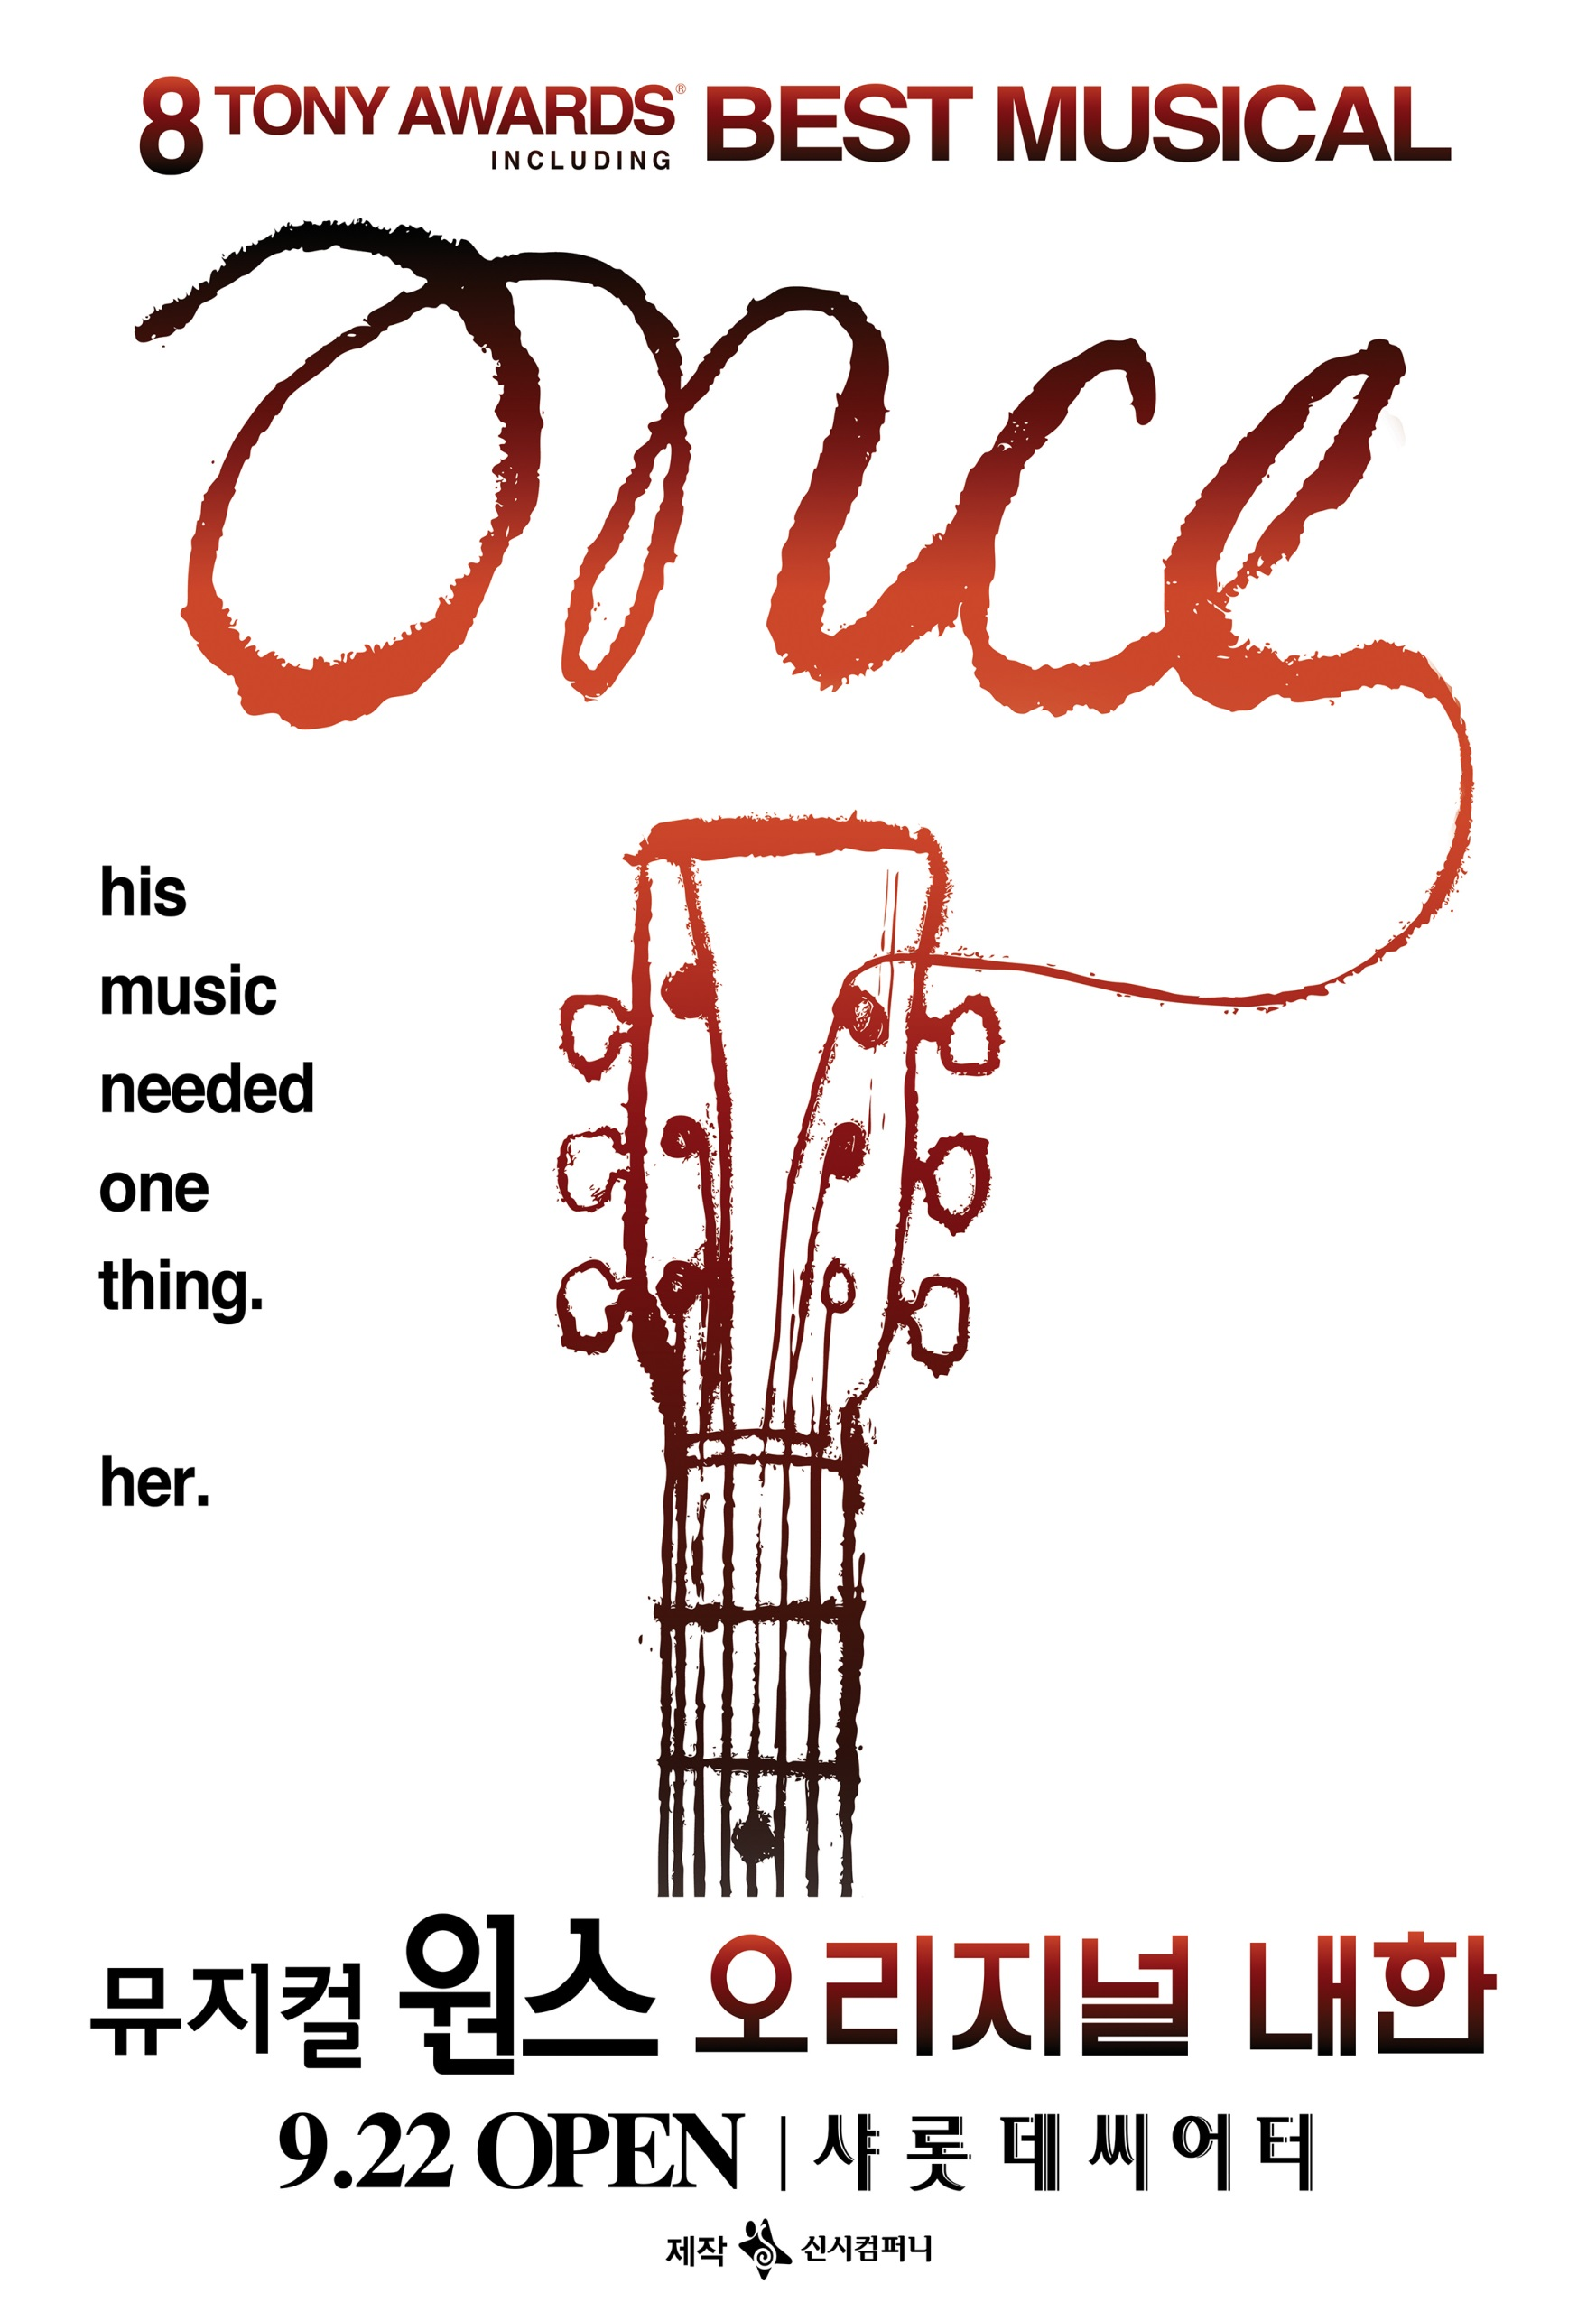 8 TONY AWARDS® INCLUDING BEST MUSICAL
once
his
music
needed
one
thing.
her.
뮤지컬 원스 오리지널 내한
9.22 OPEN | 샤롯데씨어터
제작 신시컴퍼니